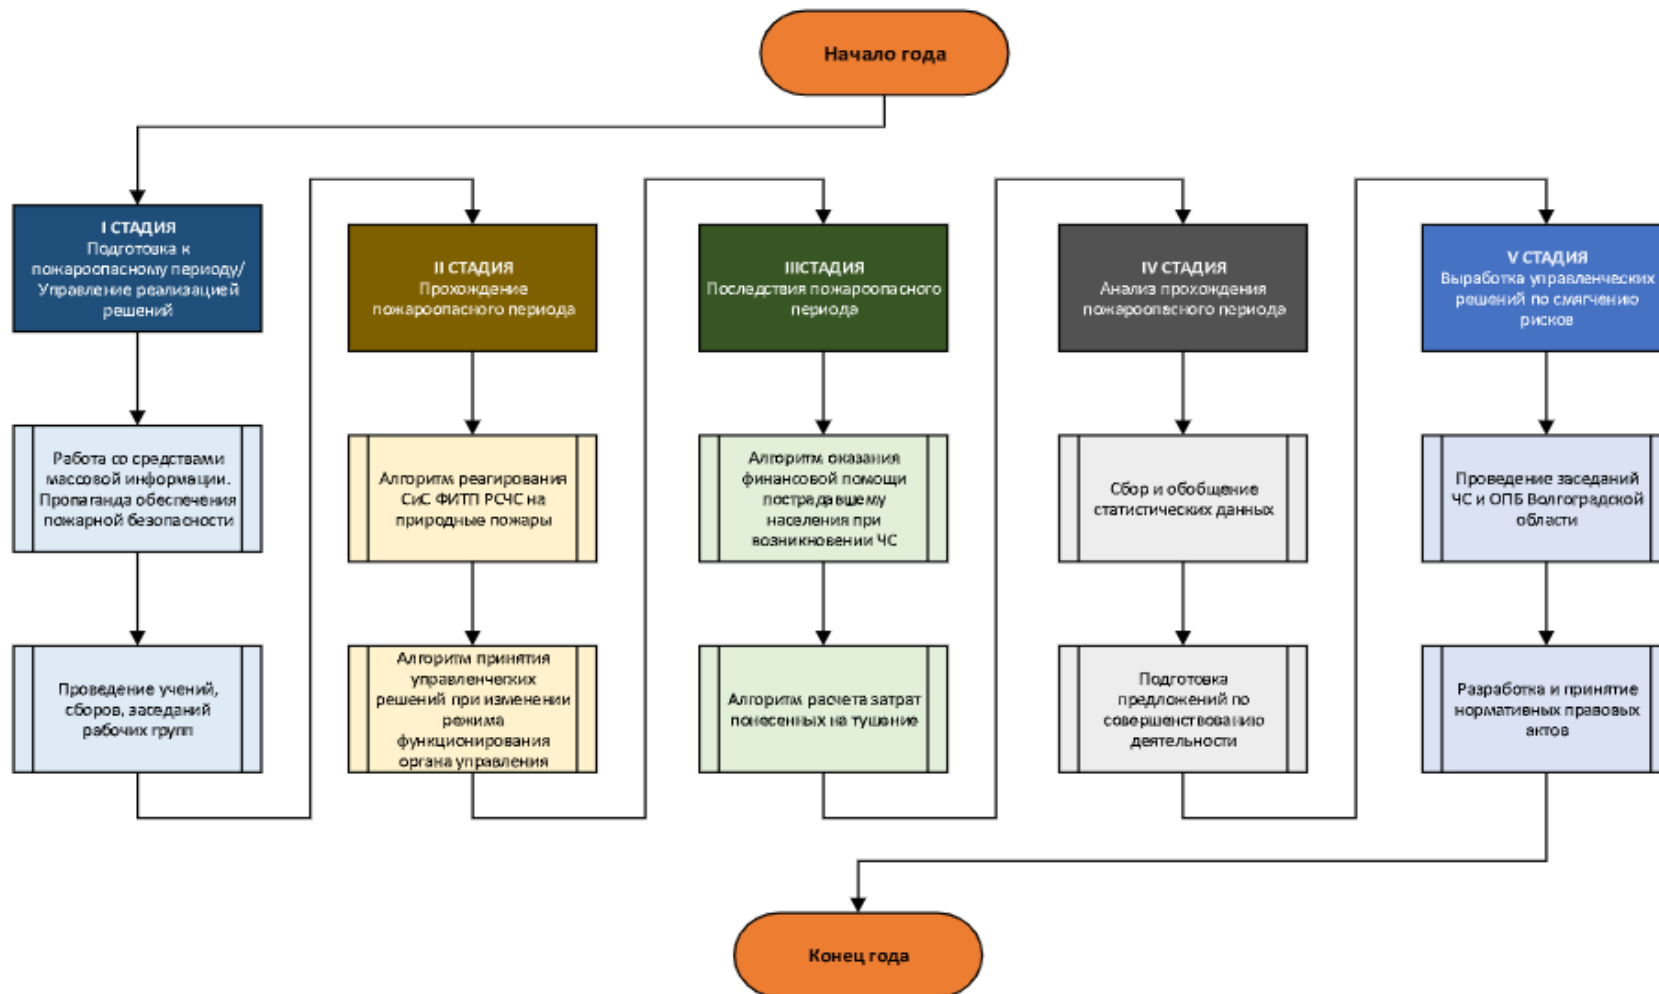 Начало года
I СТАДИЯ
Подготовка к
пожароопасному периоду/
Управление реализацией
решений
Работа со средствами
массовой информации.
Пропаганда обеспечения
пожарной безопасности
Проведение учений,
сборов, заседаний
рабочих групп
II СТАДИЯ
Прохождение
пожароопасного периода
Алгоритм реагирования
СиС ФИТП РСЧС на
природные пожары
Алгоритм принятия
управленческих
решений при изменении
режима
функционирования
органа управления
IIIСТАДИЯ
Последствия пожароопасного
периода
Алгоритм оказания
финансовой помощи
пострадавшему
населения при
возникновении ЧС
Алгоритм расчета затрат
понесенных на тушение
IV СТАДИЯ
Анализ прохождения
пожароопасного периода
Сбор и обобщение
статистических данных
Подготовка
предложений по
совершенствованию
деятельности
V СТАДИЯ
Выработка управленческих
решений по смягчению
рисков
Проведение заседаний
ЧС и ОПБ Волгоградской
области
Разработка и принятие
нормативных правовых
актов
Конец года